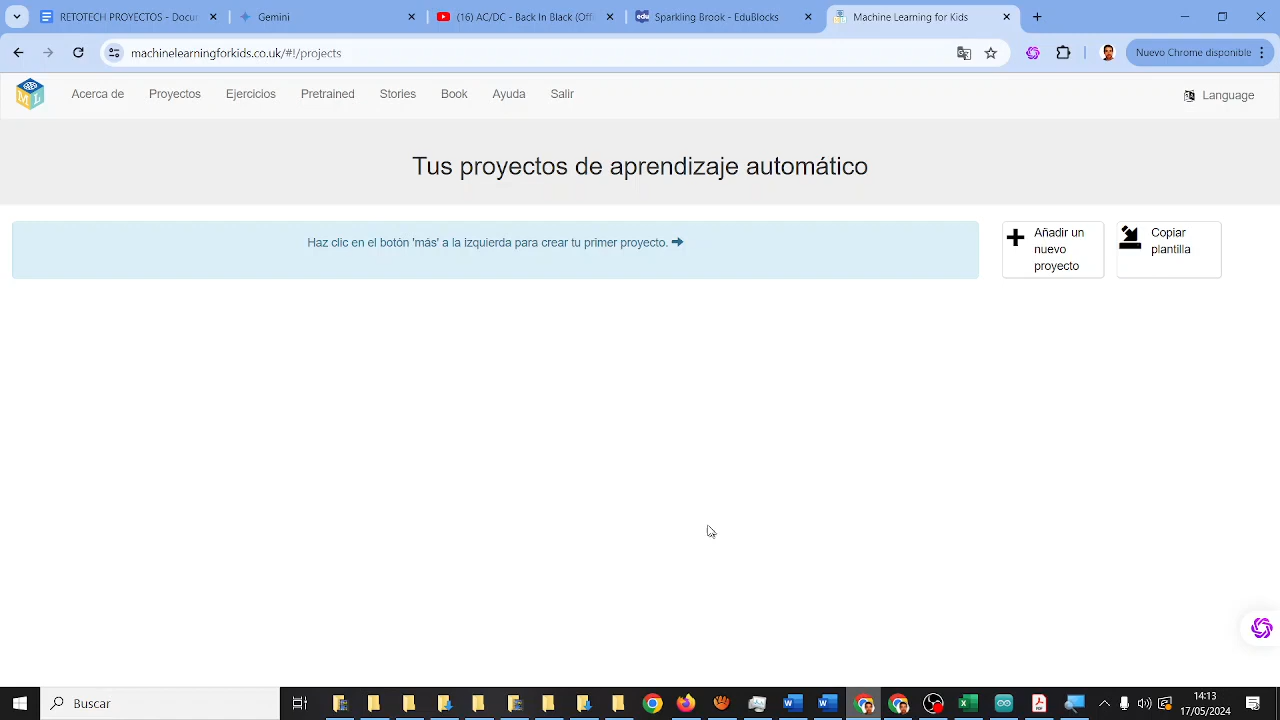 RETOTECH PROYECTOS - Docur
Gemini
(16) AC/DC - Back In Black (Offi
edu
Sparkling Brook - EduBlocks
Machine Learning for Kids
machinelearningforkids.co.uk/#!/projects
Nuevo Chrome disponible
M L
Acerca de
Proyectos
Ejercicios
Pretrained
Stories
Book
Ayuda
Salir
Language
Tus proyectos de aprendizaje automático
Haz clic en el botón 'más' a la izquierda para crear tu primer proyecto.
Añadir un
nuevo
proyecto
Copiar
plantilla
Buscar
14:13
17/05/2024